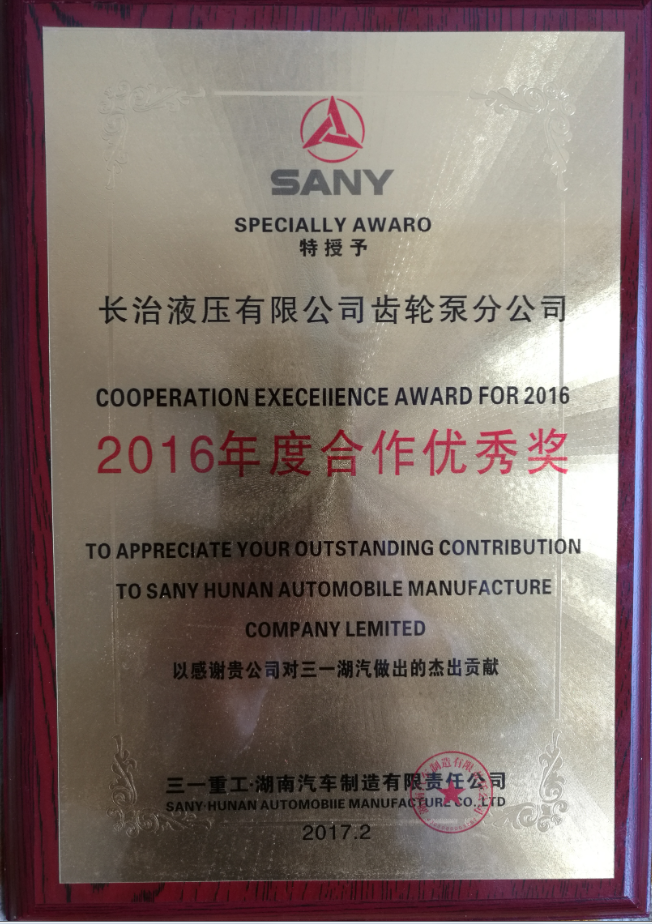 SANY
SPECIALLY AWARO
特授予
长治液压有限公司齿轮泵分公司
COOPERATION EXECEIIENCE AWARD FOR 2016
2016年度合作优秀奖
TO APPRECIATE YOUR OUTSTANDING CONTRIBUTION
TO SANY HUNAN AUTOMOBILE MANUFACTURE
COMPANY LEMITED
以感谢贵公司对三一湖汽做出的杰出贡献
三一重工·湖南汽车制造有限责任公司
SANY·HUNAN AUTOMOBIIE MANUFACTURE CO.,LTD
2017.2